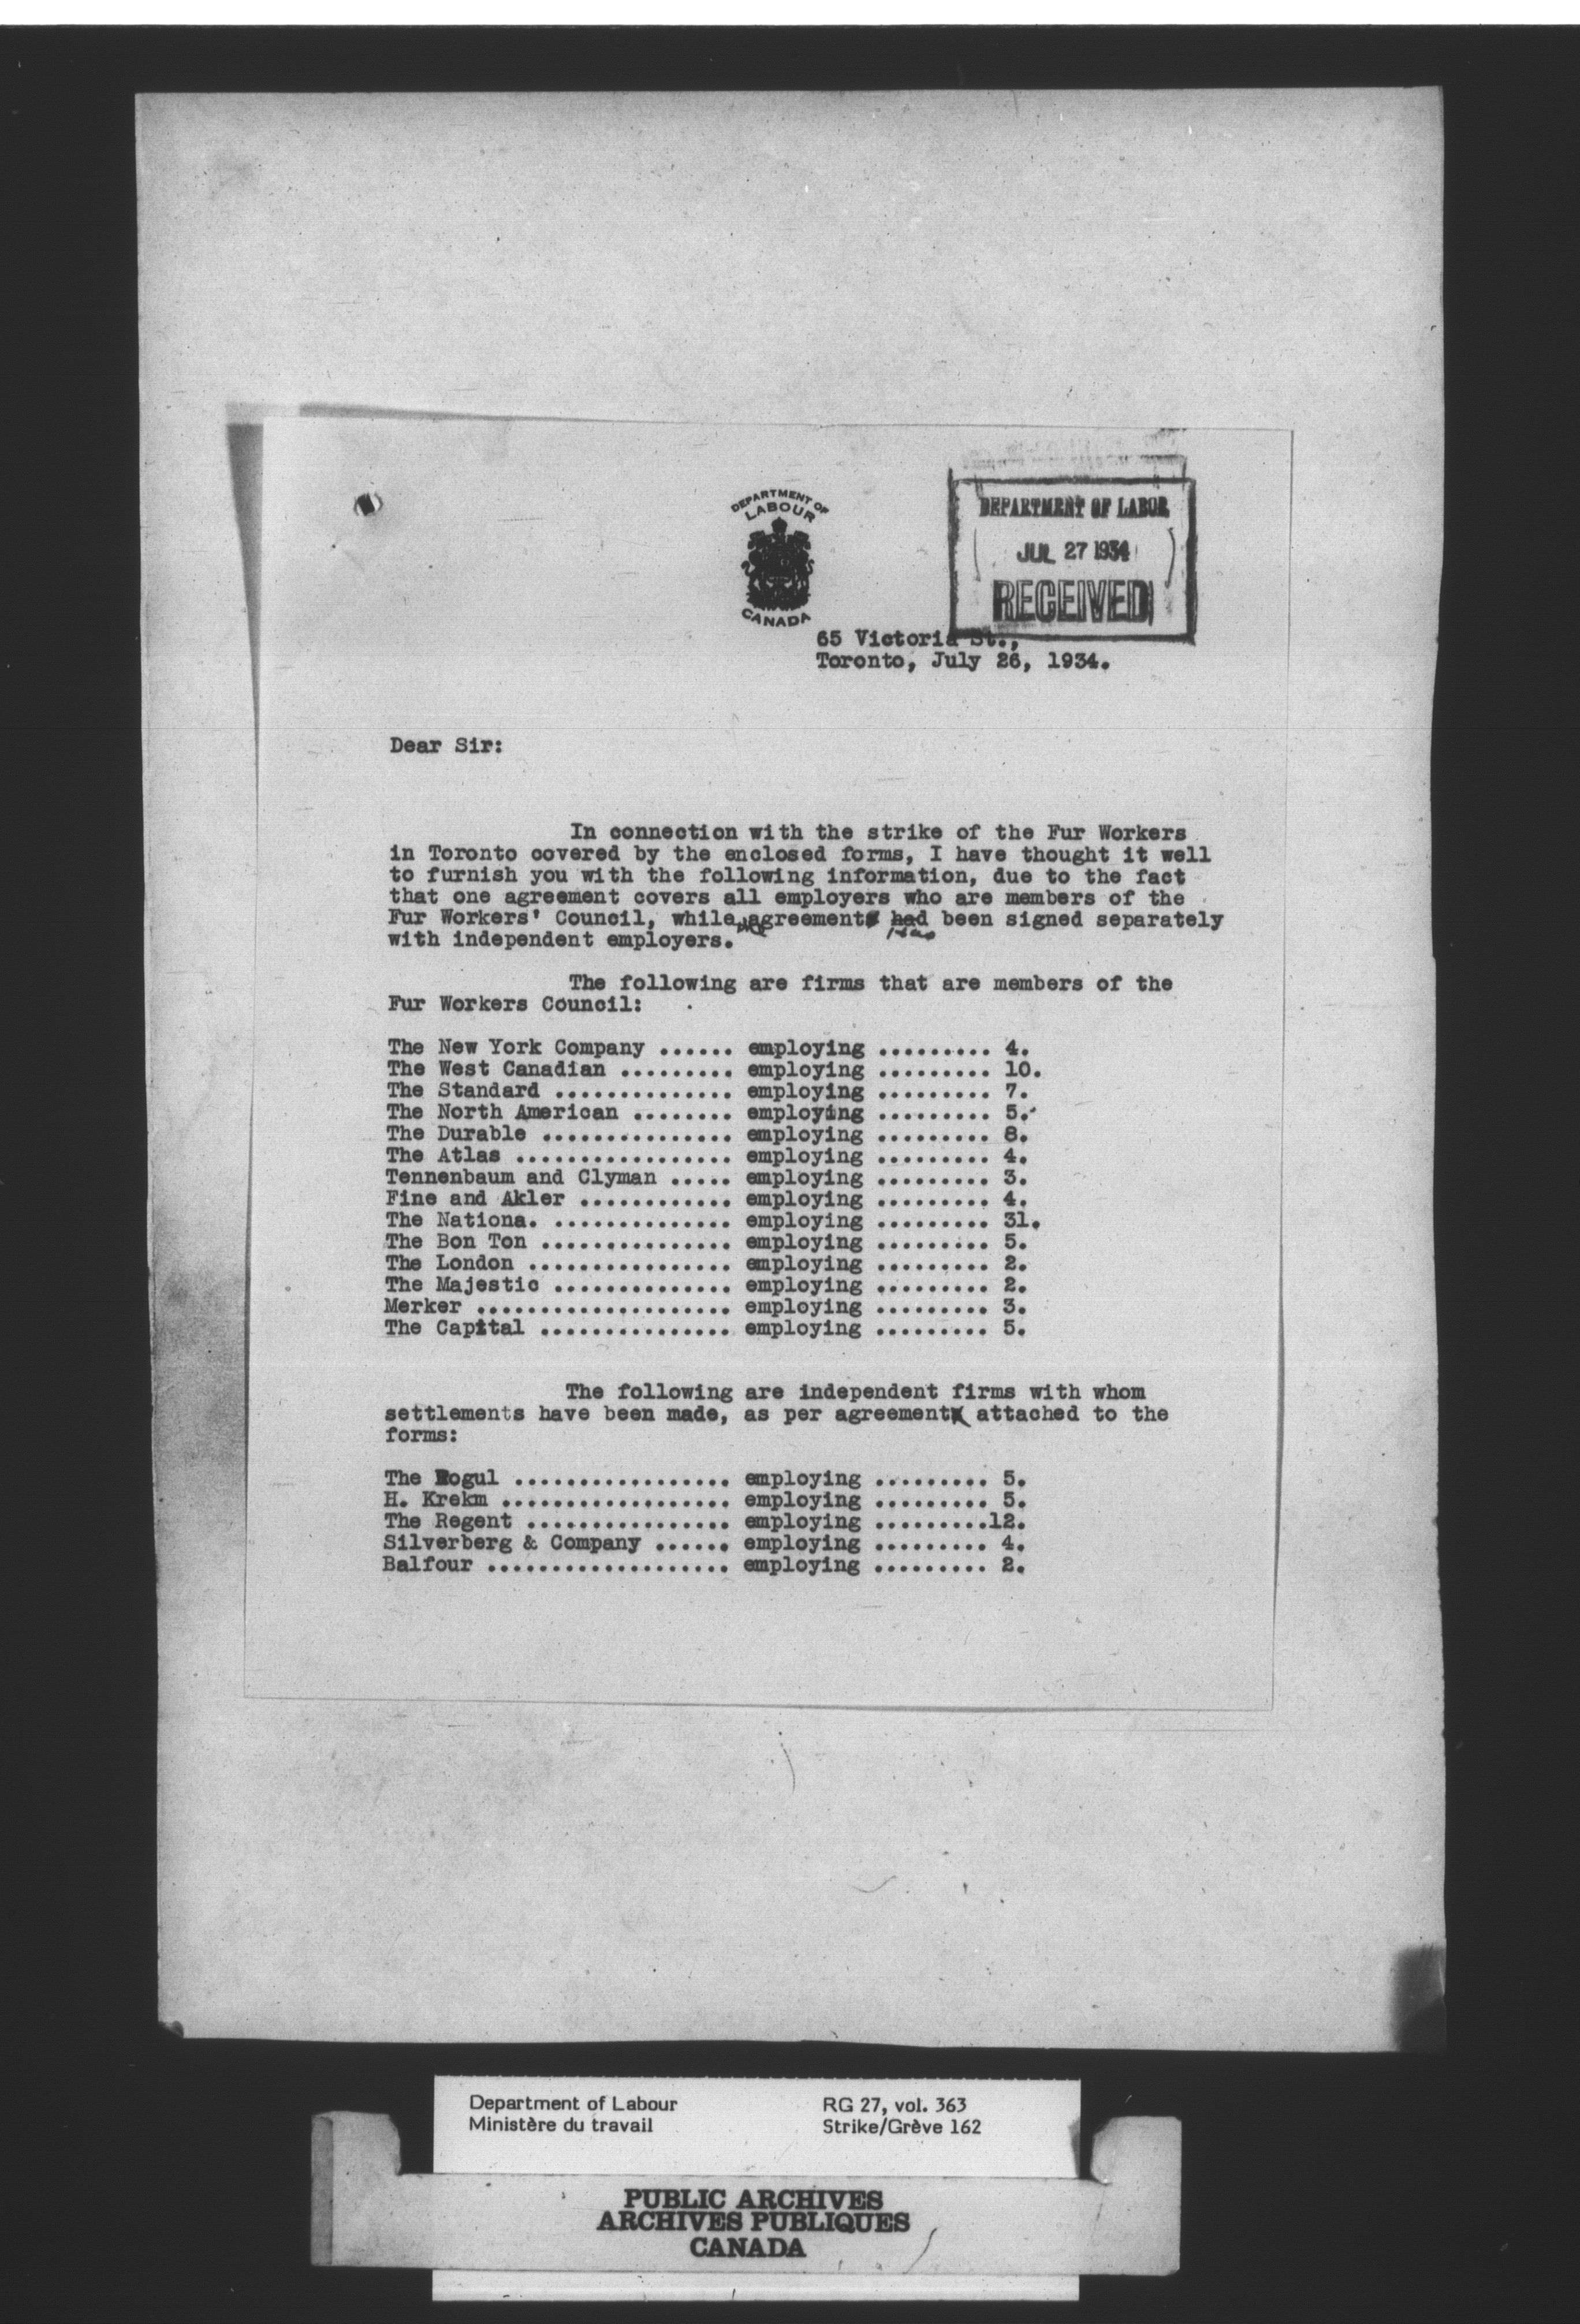 DEPARTMENT OF
LABOUR
CANADA
DEPARTMENT OF LABOR
JUL 27 1934
RECEIVED
65 Victoria St.,
Toronto, July 26, 1934.
Dear Sir:
In connection with the strike of the Fur Workers
in Toronto covered by the enclosed forms, I have thought it well
to furnish you with the following information, due to the fact
that one agreement covers all employers who are members of the
Fur Workers' Council, while agreement had been signed separately
has
with independent employers.
The following are firms that are members of the
Fur Workers Council:
The New York Company ...... employing ......... 4.
The West Canadian ......... employing ......... 10.
The Standard .............. employing ......... 7.
The North American ........ employing ......... 5.
The Durable ............... employing ......... 8.
The Atlas ................. employing ......... 4.
Tennenbaum and Clyman ..... employing ......... 3.
Fine and Akler ............ employing ......... 4.
The Nationa. .............. employing ......... 31.
The Bon Ton ............... employing ......... 5.
The London ................ employing ......... 2.
The Majestic .............. employing ......... 2.
Merker .................... employing ......... 3.
The Capital ............... employing ......... 5.
The following are independent firms with whom
settlements have been made, as per agreement attached to the
forms:
The Rogul ................. employing ......... 5.
H. Krekm .................. employing ......... 5.
The Regent ................ employing .........12.
Silverberg & Company ...... employing ......... 4.
Balfour ................... employing ......... 2.
Department of Labour RG 27, vol. 363
Ministère du travail Strike/Grève 162
PUBLIC ARCHIVES
ARCHIVES PUBLIQUES
CANADA